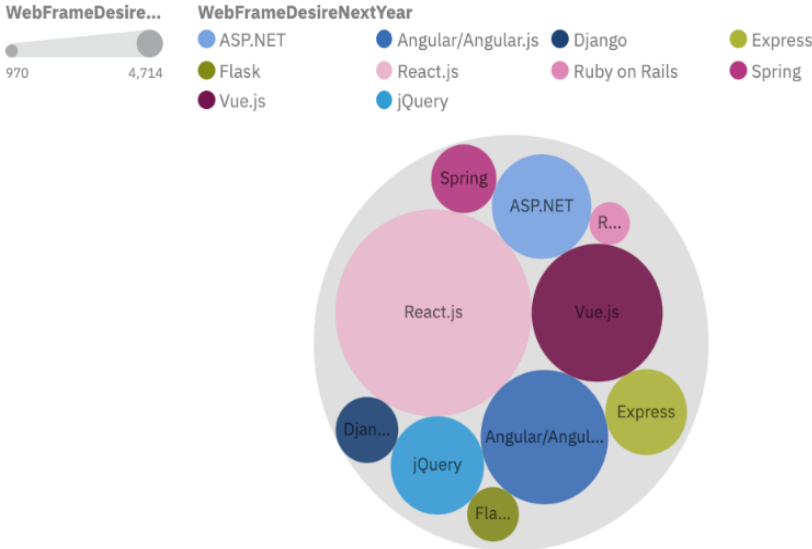 WebFrameDesire... WebFrameDesireNextYear
ASP.NET Angular/Angular.js Django Express
970 4,714 Flask React.js Ruby on Rails Spring
Vue.js jQuery
Spring
ASP.NET
R...
React.js
Vue.js
Express
Djan...
Angular/Angul...
jQuery
Fla...